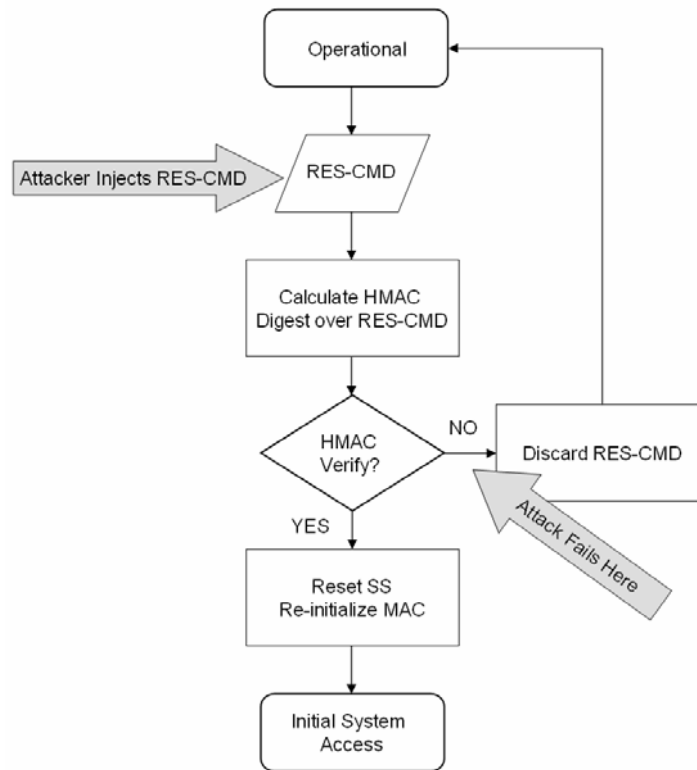 Operational
Attacker Injects RES-CMD
RES-CMD
Calculate HMAC
Digest over RES-CMD
HMAC
Verify?
NO
Discard RES-CMD
Attack Fails Here
YES
Reset SS
Re-initialize MAC
Initial System
Access